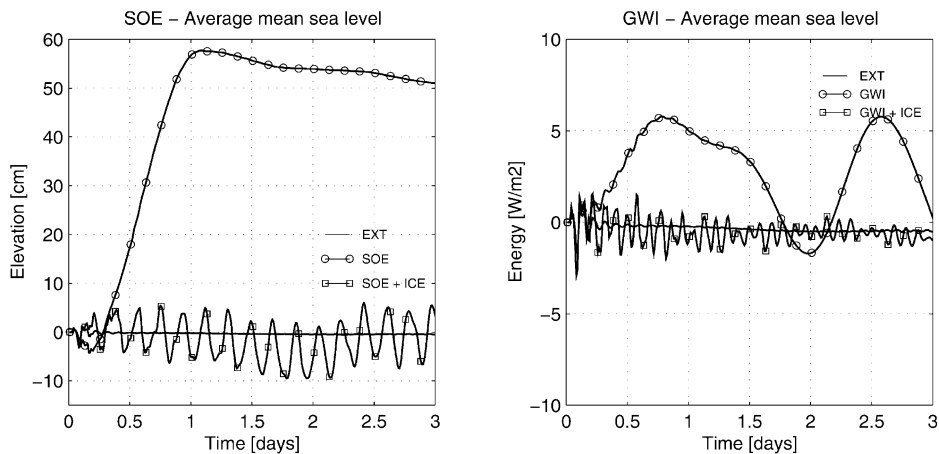 SOE − Average mean sea level
60
50
40
30
20
10
0
−10
Elevation [cm]
EXT
SOE
SOE + ICE
0 0.5 1 1.5 2 2.5 3
Time [days]
GWI − Average mean sea level
10
5
0
−5
−10
Energy [W/m2]
EXT
GWI
GWI + ICE
0 0.5 1 1.5 2 2.5 3
Time [days]